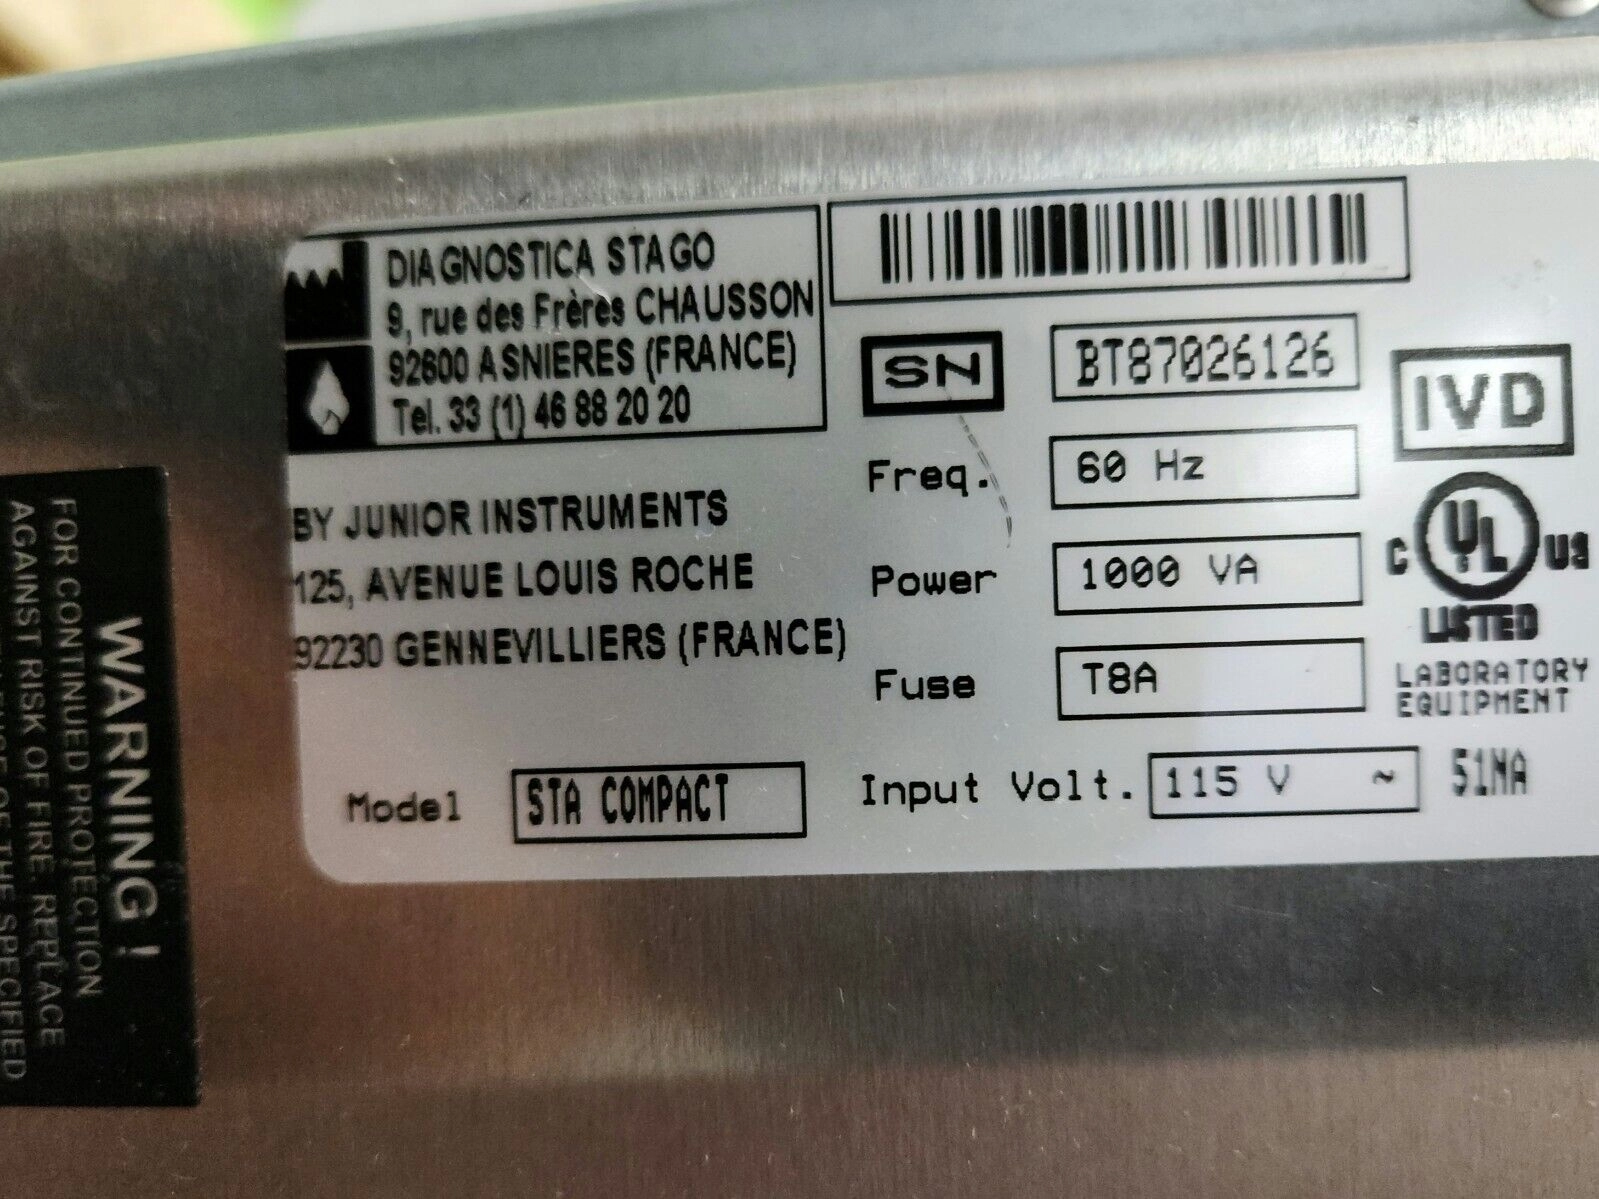 DIAGNOSTICA STAGO
9, rue des Frères CHAUSSON
92600 ASNIERES (FRANCE)
Tel. 33 (1) 46 88 20 20
BY JUNIOR INSTRUMENTS
125, AVENUE LOUIS ROCHE
92230 GENNEVILLIERS (FRANCE)
Model STA COMPACT
SN BT87026126
Freq. 60 Hz
Power 1000 VA
Fuse T8A
Input Volt. 115 V ~
IVD
C UL US
LISTED
LABORATORY
EQUIPMENT
51NA
WARNING!
FOR CONTINUED PROTECTION
AGAINST RISK OF FIRE, REPLACE
OF THE SPECIFIED